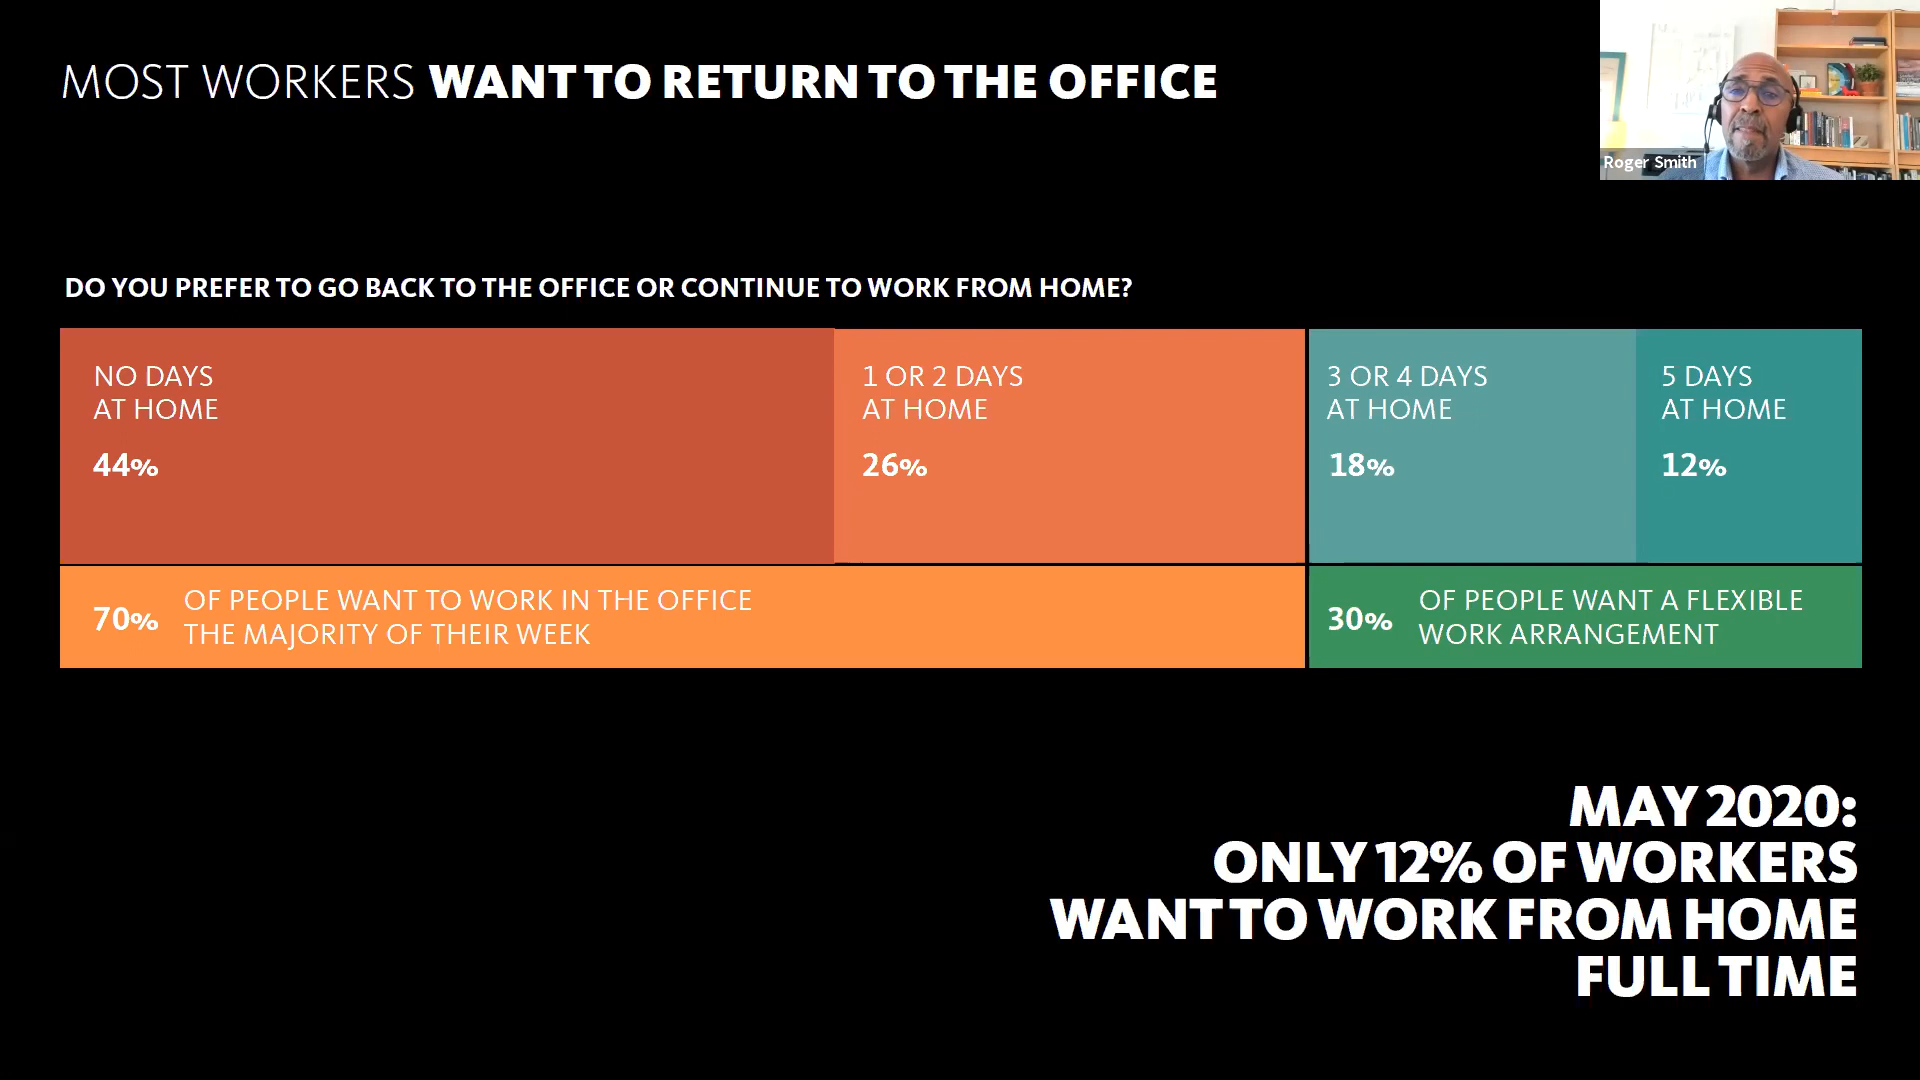 MOST WORKERS WANT TO RETURN TO THE OFFICE
Roger Smith
DO YOU PREFER TO GO BACK TO THE OFFICE OR CONTINUE TO WORK FROM HOME?
NO DAYS
AT HOME
44%
1 OR 2 DAYS
AT HOME
26%
3 OR 4 DAYS
AT HOME
18%
5 DAYS
AT HOME
12%
70%
OF PEOPLE WANT TO WORK IN THE OFFICE
THE MAJORITY OF THEIR WEEK
30%
OF PEOPLE WANT A FLEXIBLE
WORK ARRANGEMENT
MAY 2020:
ONLY 12% OF WORKERS
WANT TO WORK FROM HOME
FULL TIME